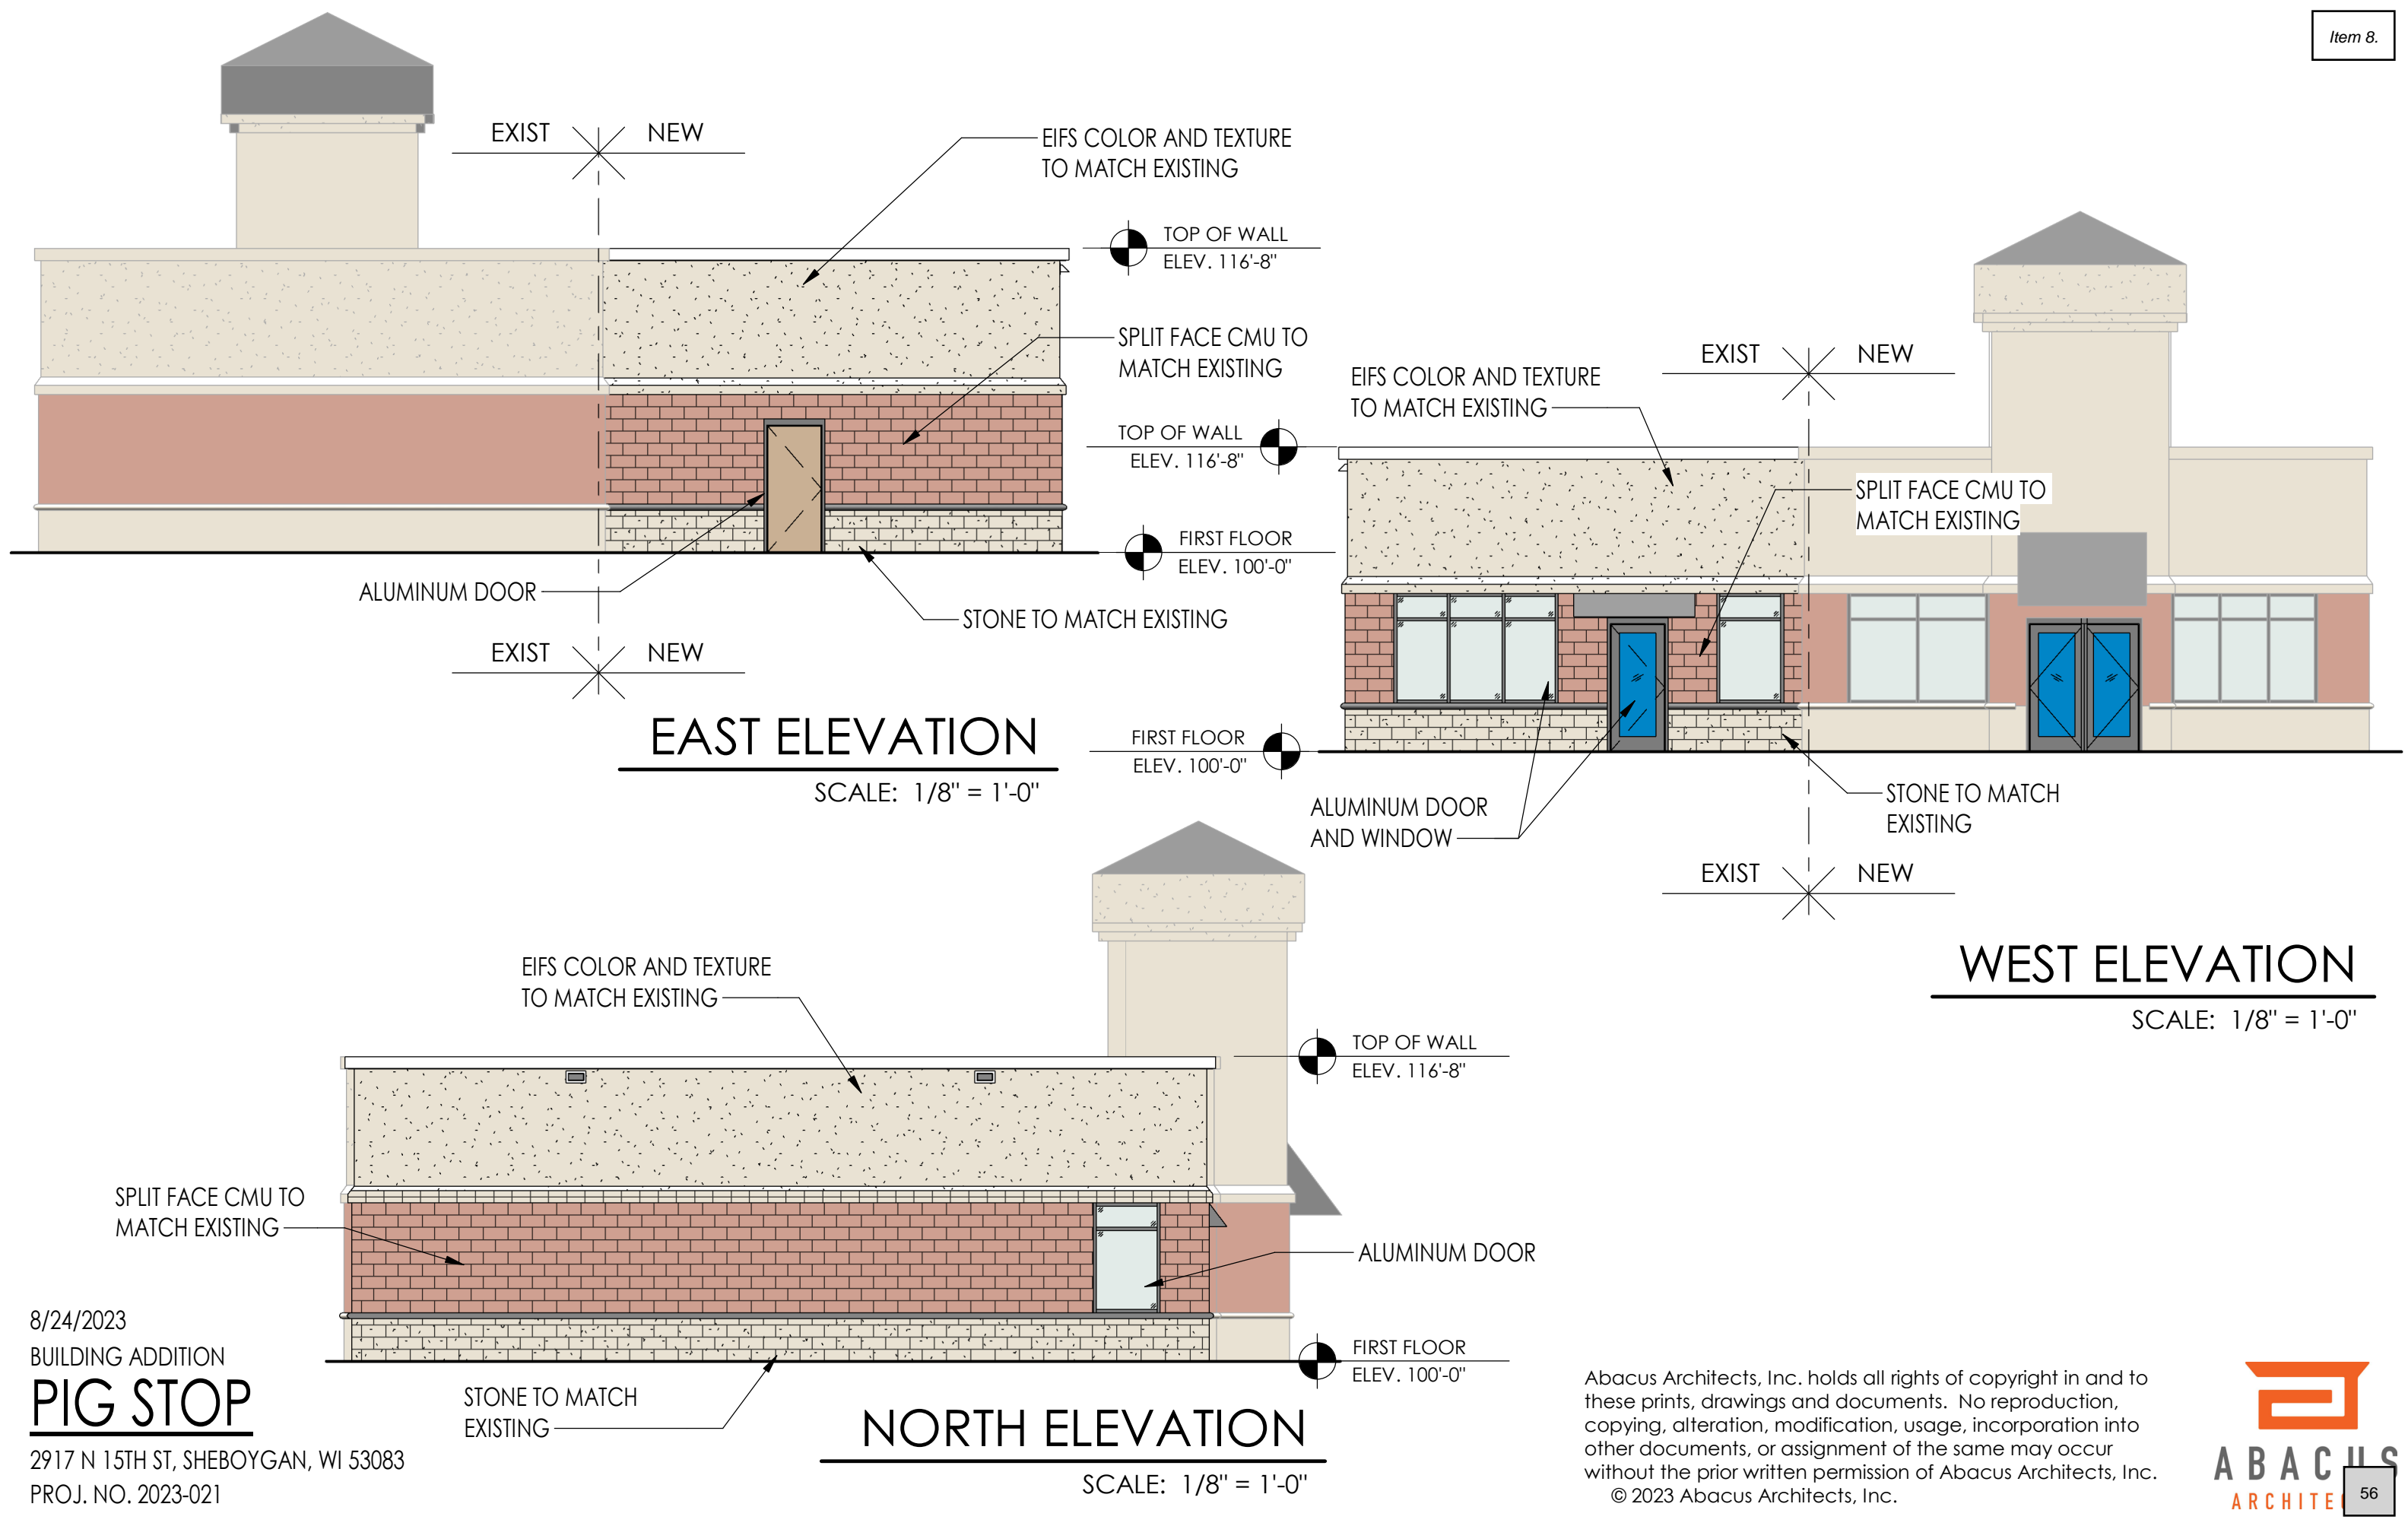 Item 8.
EXIST NEW
EIFS COLOR AND TEXTURE
TO MATCH EXISTING
TOP OF WALL
ELEV. 116'-8"
SPLIT FACE CMU TO
MATCH EXISTING
FIRST FLOOR
ELEV. 100'-0"
ALUMINUM DOOR
STONE TO MATCH EXISTING
EXIST NEW
EAST ELEVATION
SCALE: 1/8" = 1'-0"
EXIST NEW
EIFS COLOR AND TEXTURE
TO MATCH EXISTING
TOP OF WALL
ELEV. 116'-8"
SPLIT FACE CMU TO
MATCH EXISTING
FIRST FLOOR
ELEV. 100'-0"
ALUMINUM DOOR
AND WINDOW
STONE TO MATCH
EXISTING
EXIST NEW
WEST ELEVATION
SCALE: 1/8" = 1'-0"
EIFS COLOR AND TEXTURE
TO MATCH EXISTING
TOP OF WALL
ELEV. 116'-8"
SPLIT FACE CMU TO
MATCH EXISTING
ALUMINUM DOOR
FIRST FLOOR
ELEV. 100'-0"
STONE TO MATCH
EXISTING
NORTH ELEVATION
SCALE: 1/8" = 1'-0"
8/24/2023
BUILDING ADDITION
PIG STOP
2917 N 15TH ST, SHEBOYGAN, WI 53083
PROJ. NO. 2023-021
Abacus Architects, Inc. holds all rights of copyright in and to
these prints, drawings and documents. No reproduction,
copying, alteration, modification, usage, incorporation into
other documents, or assignment of the same may occur
without the prior written permission of Abacus Architects, Inc.
© 2023 Abacus Architects, Inc.
ABACUS
56